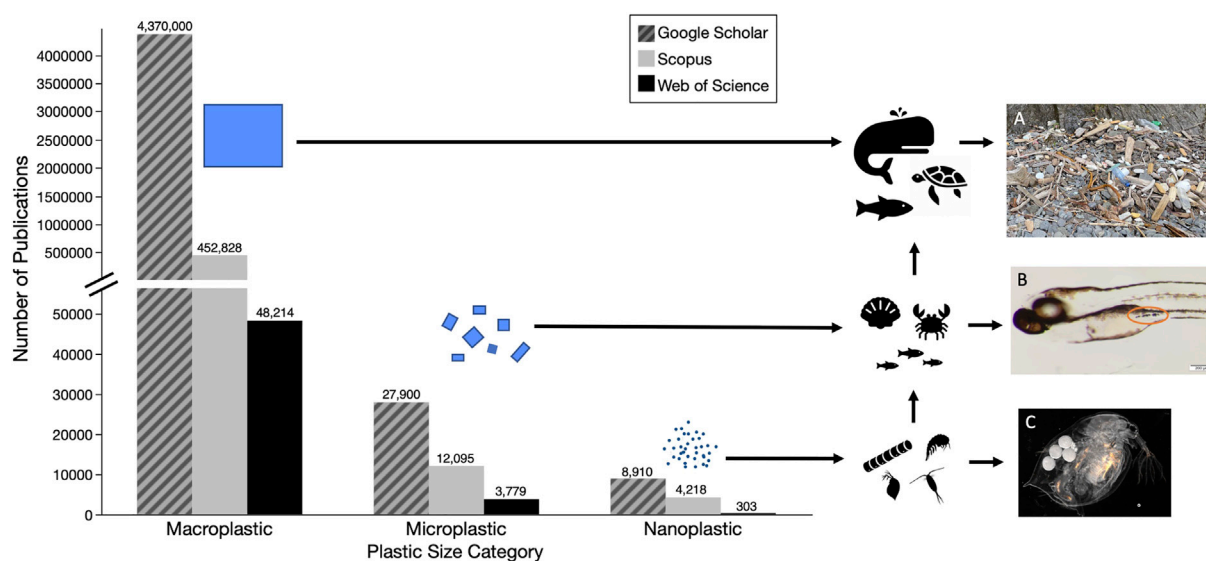 4,370,000
Google Scholar
Scopus
Web of Science
4000000
3500000
3000000
2500000
2000000
1500000
1000000
500000
Number of Publications
452,828
50000
48,214
40000
30000
27,900
20000
12,095
10000
3,779
8,910
4,218
303
0
Macroplastic
Microplastic
Nanoplastic
Plastic Size Category
A
B
C